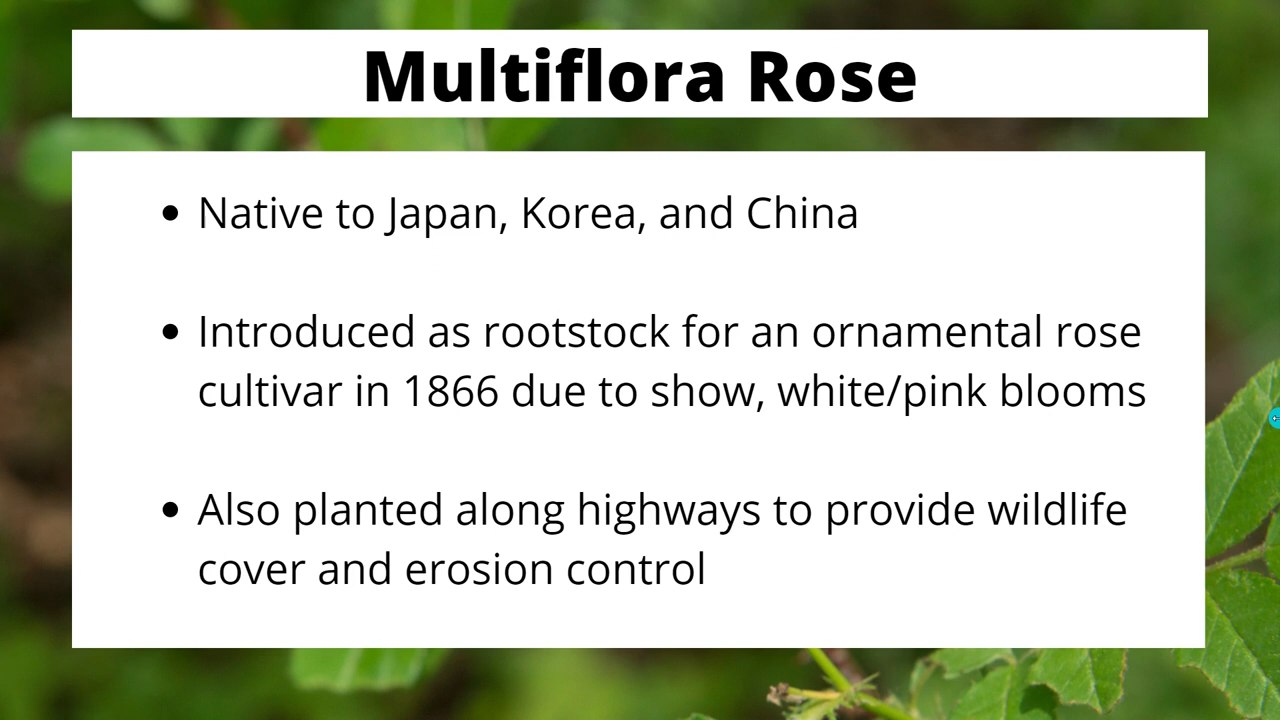 Multiflora Rose
• Native to Japan, Korea, and China
• Introduced as rootstock for an ornamental rose
cultivar in 1866 due to show, white/pink blooms
• Also planted along highways to provide wildlife
cover and erosion control